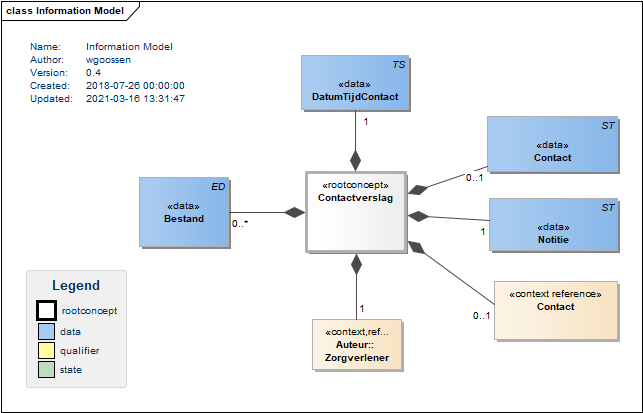 class Information Model
Name: Information Model
Author: wgoossen
Version: 0.4
Created: 2018-07-26 00:00:00
Updated: 2021-03-16 13:31:47
TS
«data»
DatumTijdContact
1
ST
«data»
Contact
0..1
«rootconcept»
Contactverslag
ED
«data»
Bestand
0..*
ST
«data»
Notitie
1
«context reference»
Contact
0..1
1
«context,ref...
Auteur::
Zorgverlener
Legend
rootconcept
data
qualifier
state